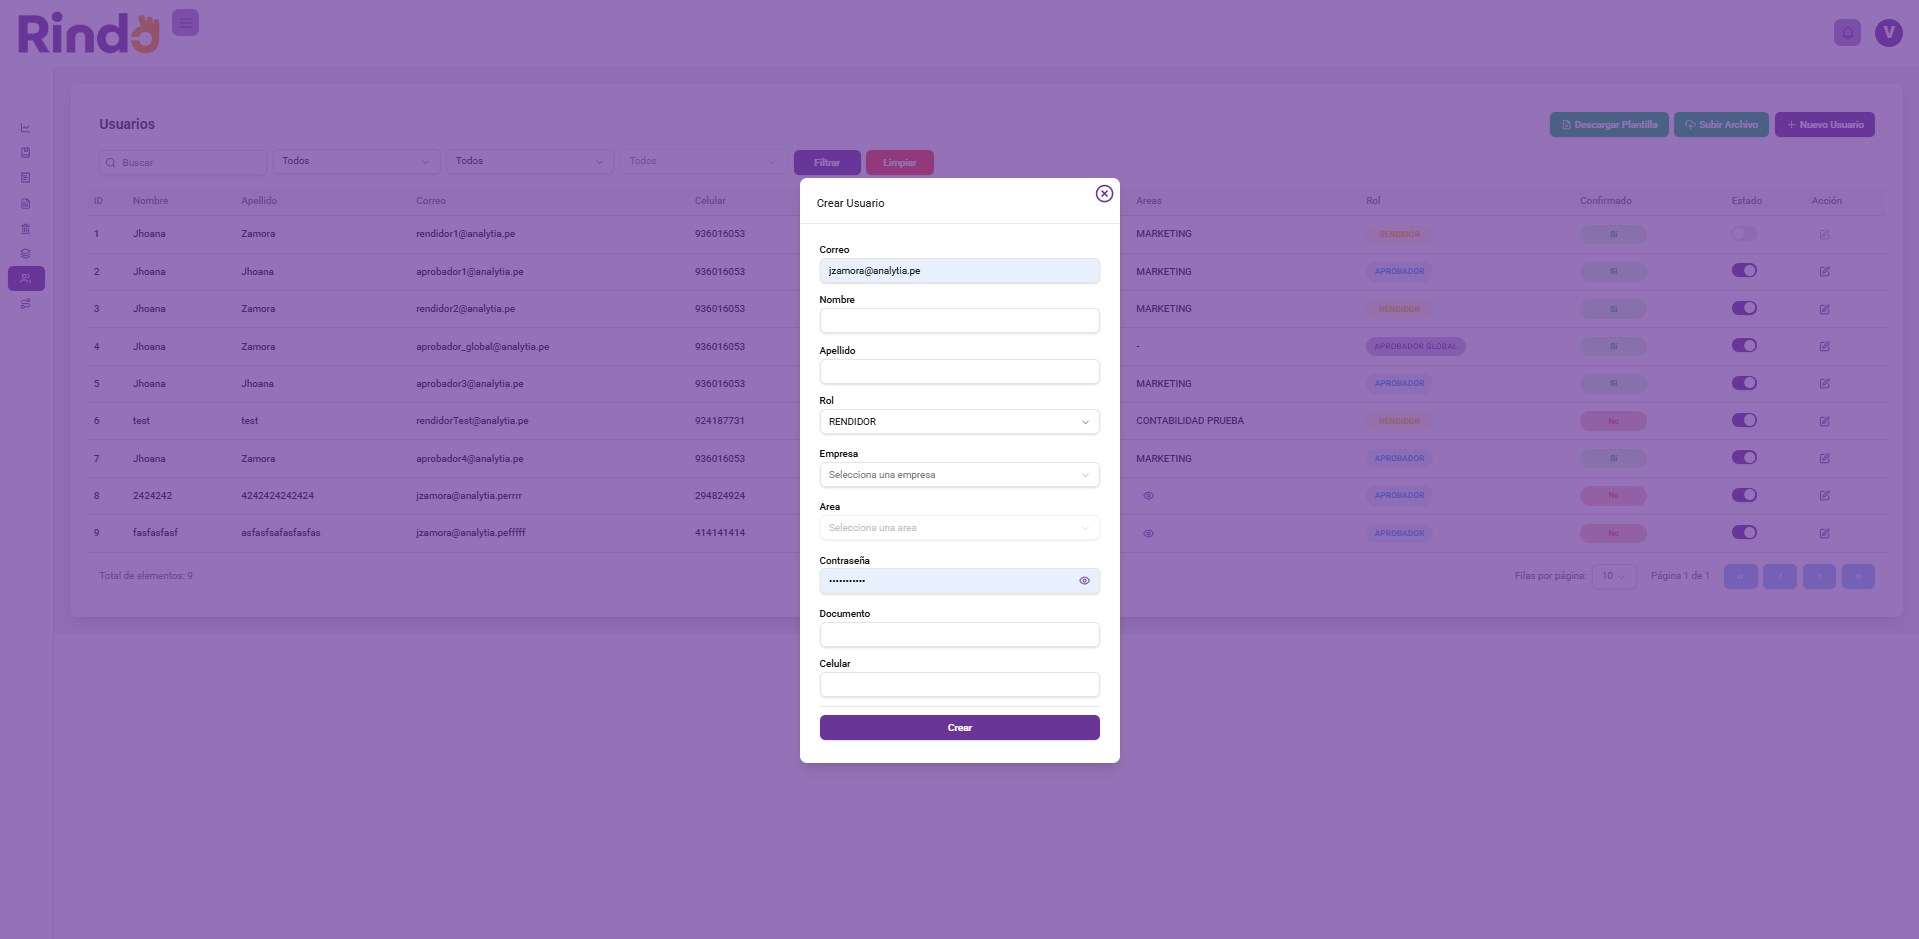 Rindo
V
Usuarios
Descargar Plantilla Subir Archivo + Nuevo Usuario
Buscar Todos Todos Todos Filtrar Limpiar
ID Nombre Apellido Correo Celular Areas Rol Confirmado Estado Acción
1 Jhoana Zamora rendidor1@analytia.pe 936016053 MARKETING RENDIDOR Si
2 Jhoana Jhoana aprobador1@analytia.pe 936016053 MARKETING APROBADOR Si
3 Jhoana Zamora rendidor2@analytia.pe 936016053 MARKETING RENDIDOR Si
4 Jhoana Zamora aprobador_global@analytia.pe 936016053 - APROBADOR GLOBAL Si
5 Jhoana Jhoana aprobador3@analytia.pe 936016053 MARKETING APROBADOR Si
6 test test rendidorTest@analytia.pe 924187731 CONTABILIDAD PRUEBA RENDIDOR No
7 Jhoana Zamora aprobador4@analytia.pe 936016053 MARKETING APROBADOR Si
8 2424242 4242424242424 jzamora@analytia.perrrr 294824924 APROBADOR No
9 fasfasfasf asfasfsafasfasfas jzamora@analytia.pefffff 414141414 APROBADOR No
Total de elementos: 9 Filas por página: 10 Página 1 de 1
Crear Usuario
Correo
jzamora@analytia.pe
Nombre
Apellido
Rol
RENDIDOR
Empresa
Selecciona una empresa
Area
Selecciona una area
Contraseña
•••••••••••
Documento
Celular
Crear